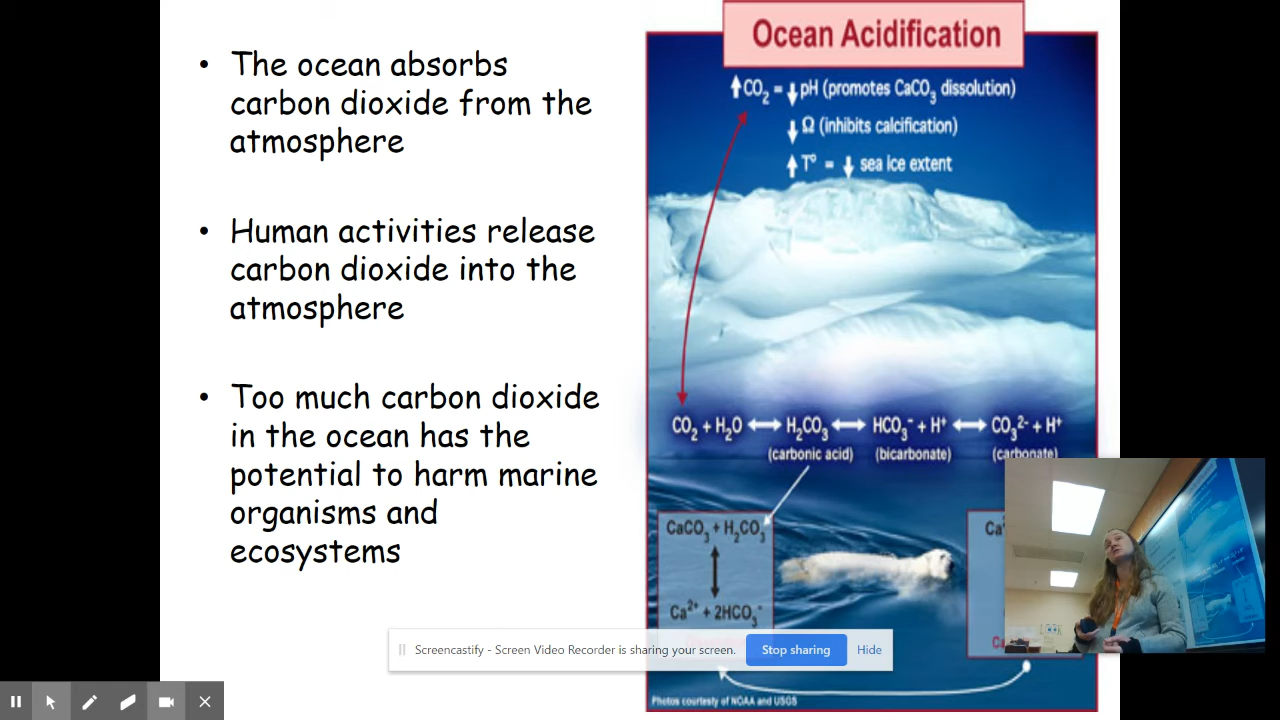 • The ocean absorbs
carbon dioxide from the
atmosphere
• Human activities release
carbon dioxide into the
atmosphere
• Too much carbon dioxide
in the ocean has the
potential to harm marine
organisms and
ecosystems
Ocean Acidification
↑CO₂ = ↓pH (promotes CaCO₃ dissolution)
↓Ω (inhibits calcification)
↑T° = ↓ sea ice extent
CO₂ + H₂O ↔ H₂CO₃ ↔ HCO₃⁻ + H⁺ ↔ CO₃²⁻ + H⁺
(carbonic acid) (bicarbonate) (carbonate)
CaCO₃ + H₂CO₃
Ca²⁺ + 2HCO₃⁻
Screencastify - Screen Video Recorder is sharing your screen. Stop sharing Hide
Photos courtesty of NOAA and USGS